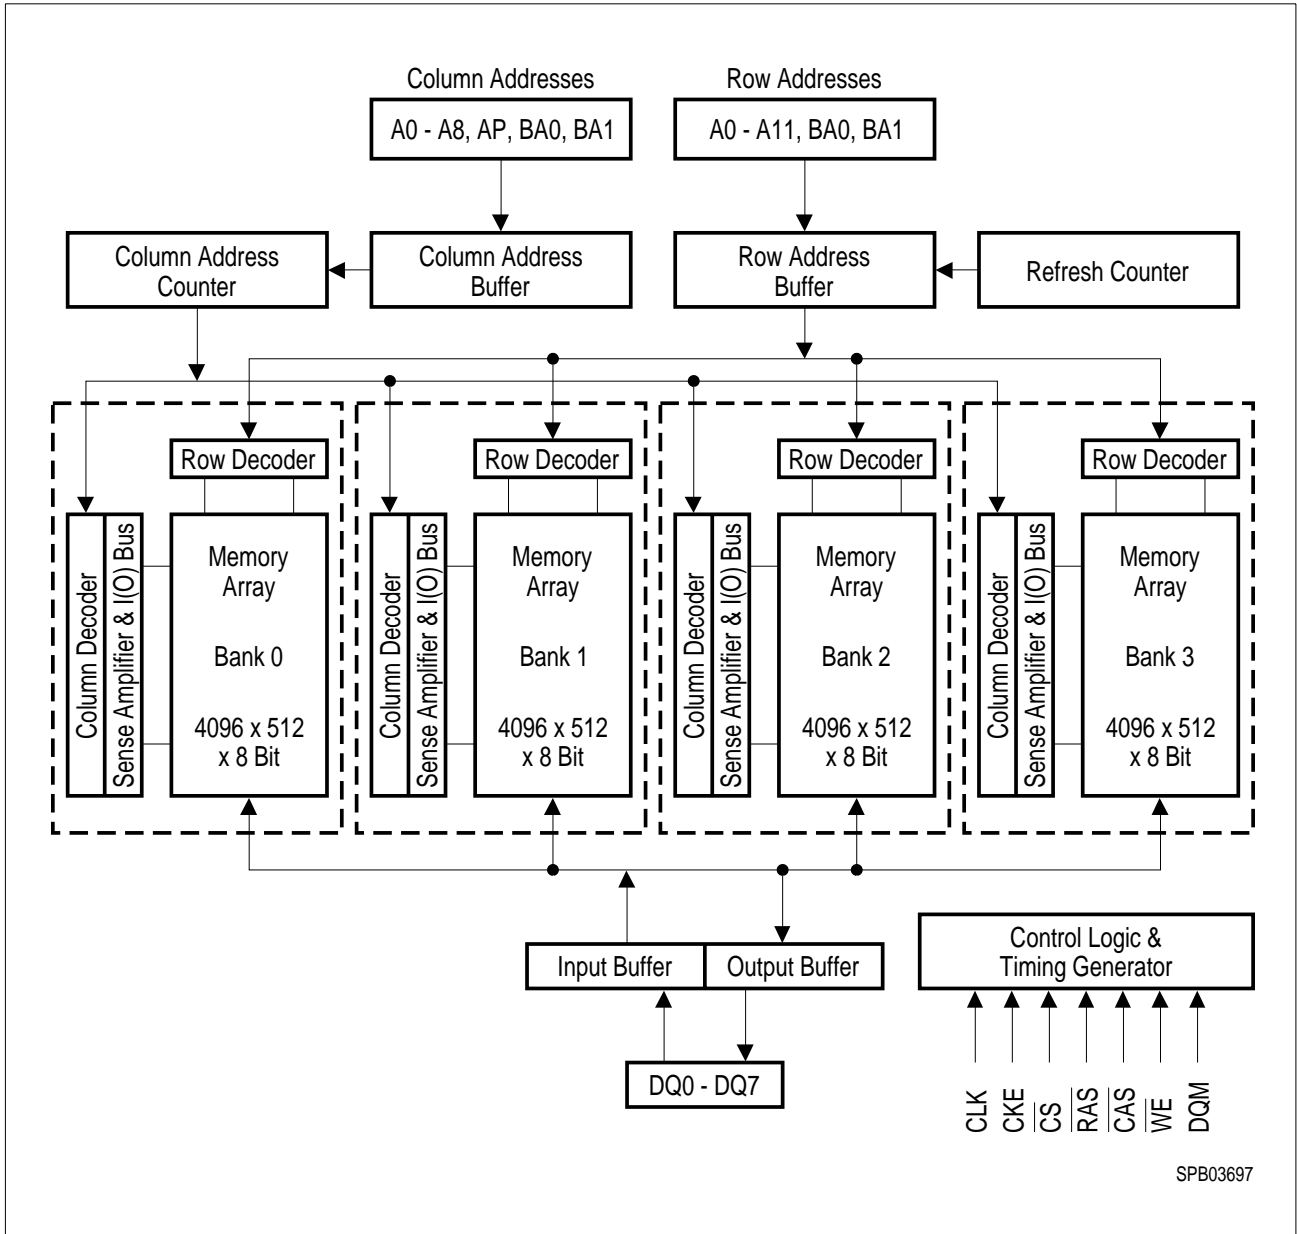 Column Addresses
Row Addresses
A0 - A8, AP, BA0, BA1
A0 - A11, BA0, BA1
Column Address
Counter
Column Address
Buffer
Row Address
Buffer
Refresh Counter
Row Decoder
Row Decoder
Row Decoder
Row Decoder
Column Decoder
Sense Amplifier & I(O) Bus
Memory
Array
Bank 0
4096 x 512
x 8 Bit
Column Decoder
Sense Amplifier & I(O) Bus
Memory
Array
Bank 1
4096 x 512
x 8 Bit
Column Decoder
Sense Amplifier & I(O) Bus
Memory
Array
Bank 2
4096 x 512
x 8 Bit
Column Decoder
Sense Amplifier & I(O) Bus
Memory
Array
Bank 3
4096 x 512
x 8 Bit
Input Buffer
Output Buffer
Control Logic &
Timing Generator
DQ0 - DQ7
CLK
CKE
C̅S̅
R̅A̅S̅
C̅A̅S̅
W̅E̅
DQM
SPB03697